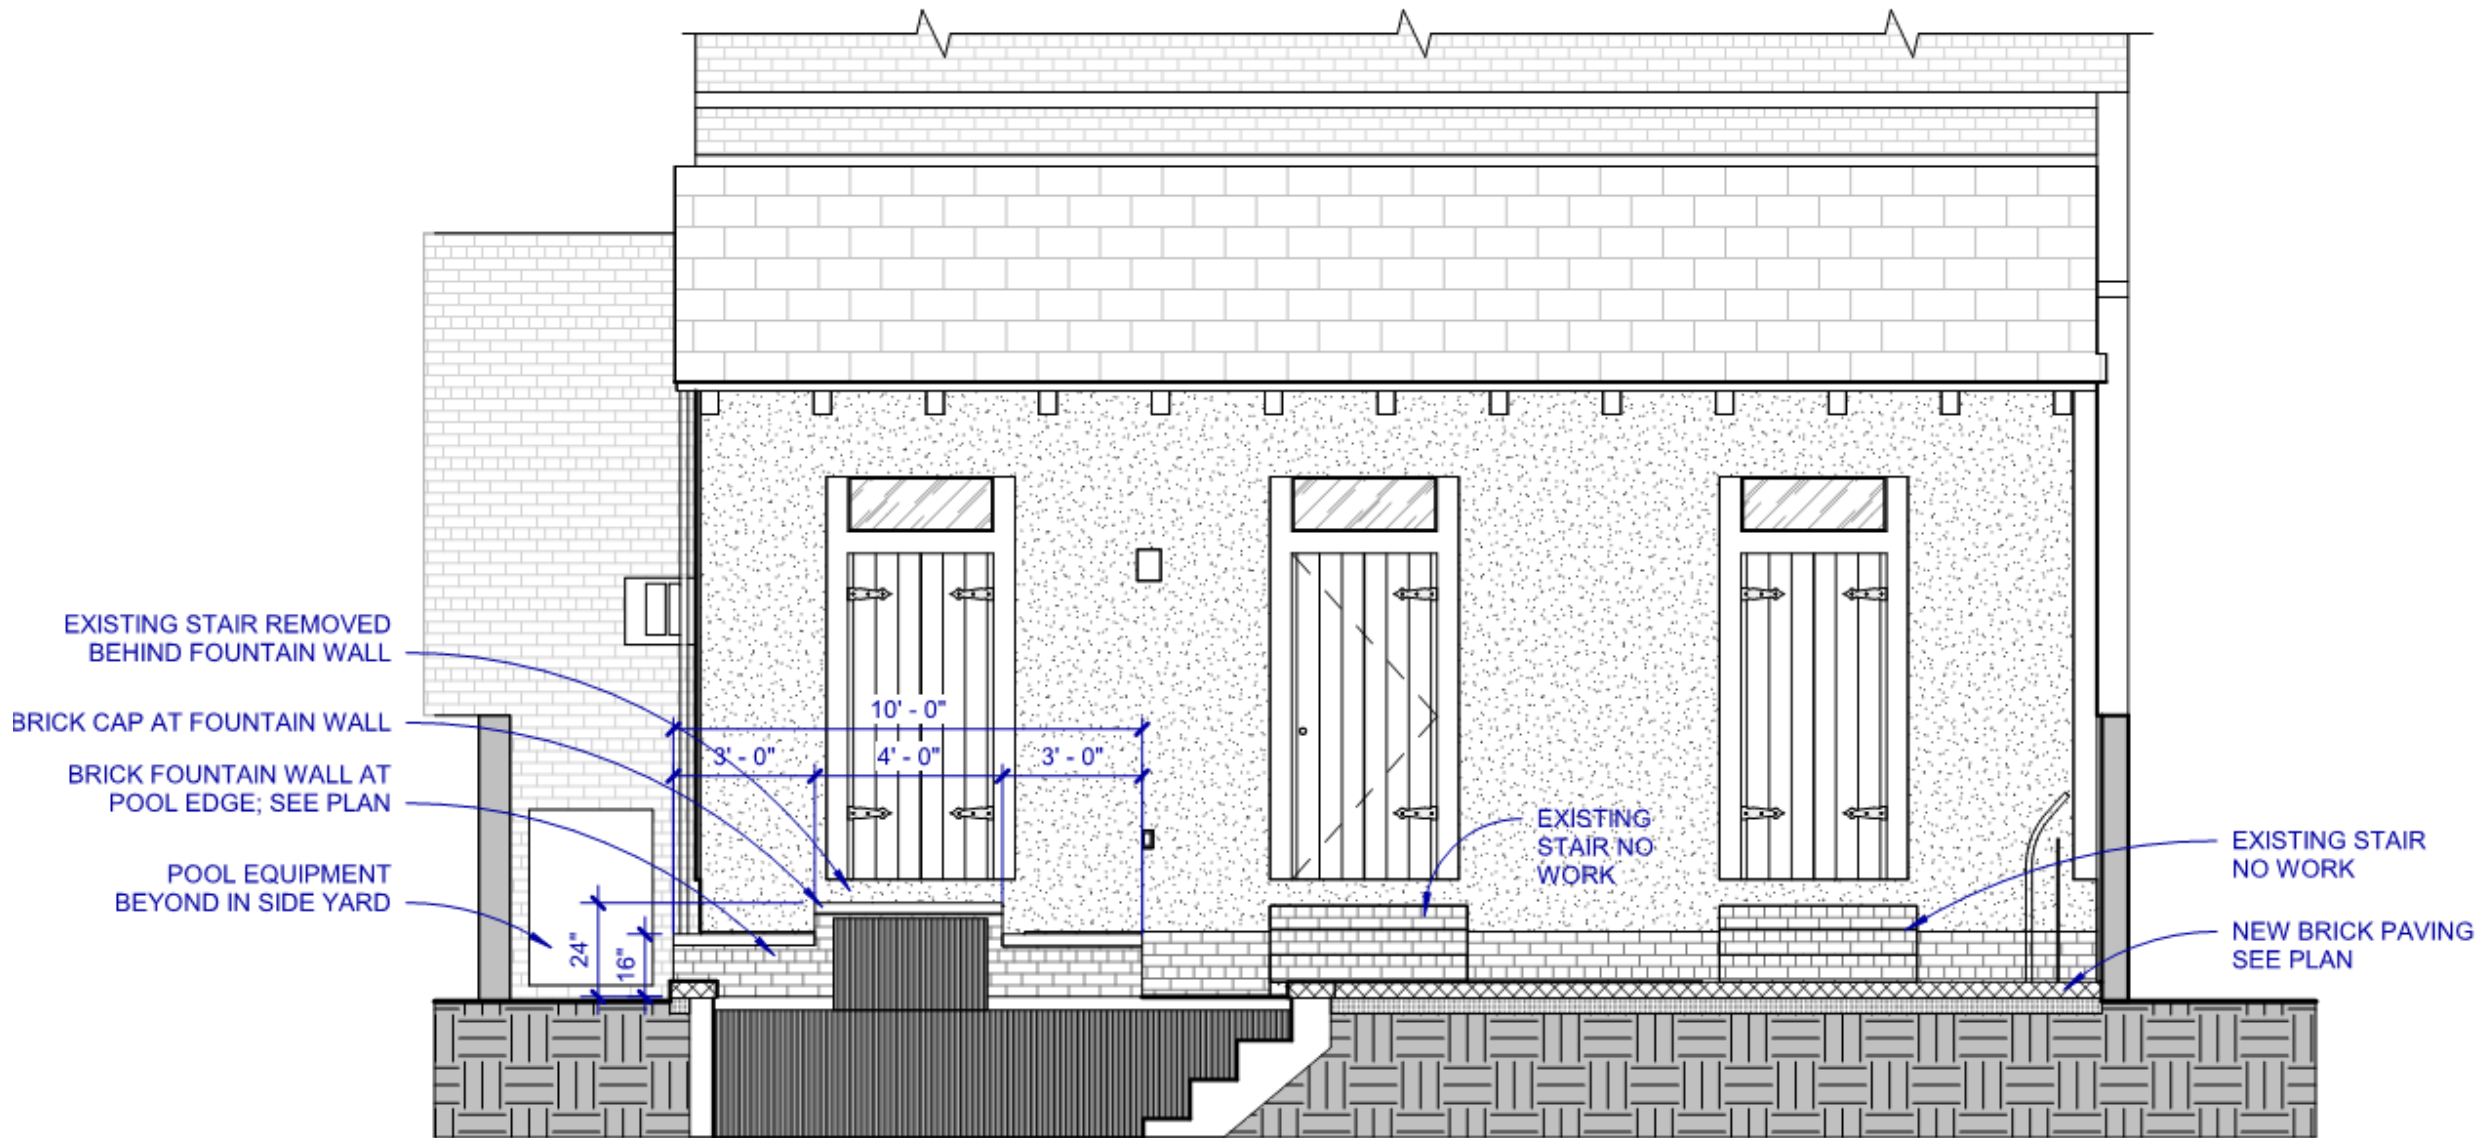 EXISTING STAIR REMOVED
BEHIND FOUNTAIN WALL
BRICK CAP AT FOUNTAIN WALL
BRICK FOUNTAIN WALL AT
POOL EDGE; SEE PLAN
POOL EQUIPMENT
BEYOND IN SIDE YARD
10' - 0"
3' - 0"
4' - 0"
3' - 0"
24"
16"
EXISTING
STAIR NO
WORK
EXISTING STAIR
NO WORK
NEW BRICK PAVING
SEE PLAN